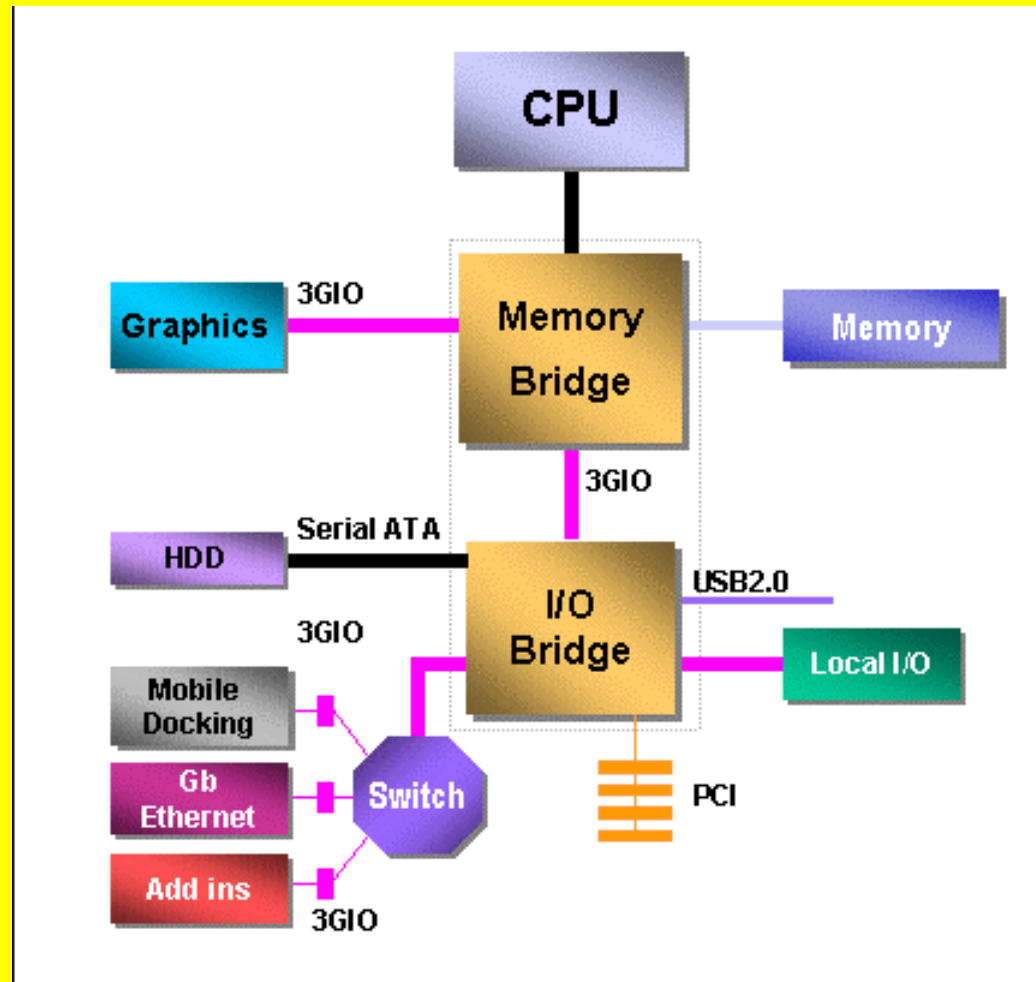 CPU
3GIO
Graphics
Memory
Bridge
Memory
3GIO
Serial ATA
HDD
I/O
Bridge
USB2.0
3GIO
Local I/O
Mobile
Docking
Gb
Ethernet
Switch
PCI
Add ins
3GIO